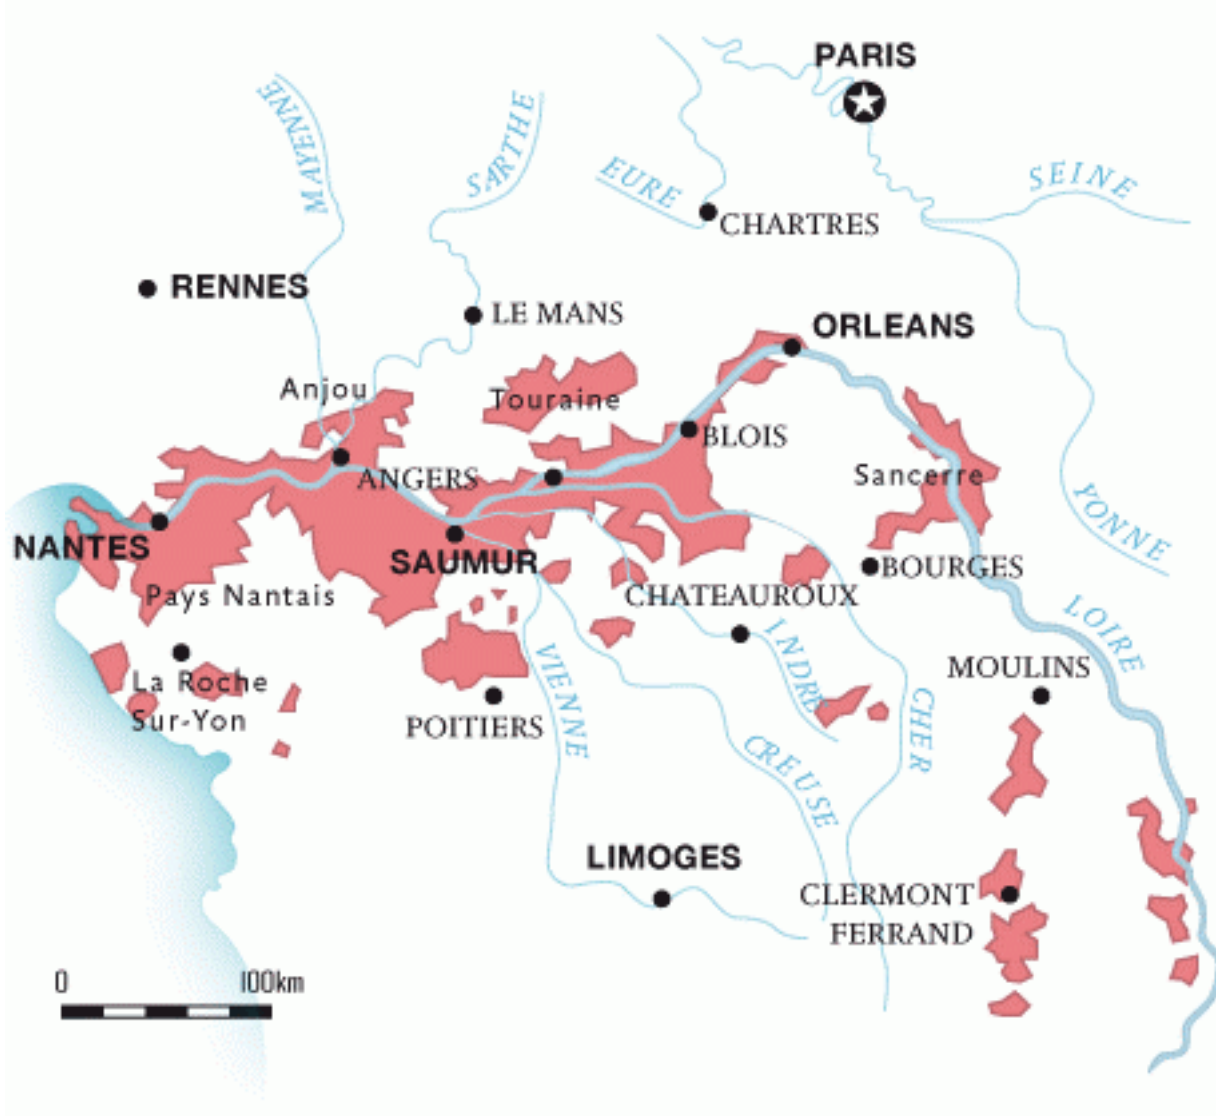 PARIS
MAYENNE
SARTHE
EURE
SEINE
CHARTRES
RENNES
LE MANS
ORLEANS
Anjou
Touraine
BLOIS
ANGERS
Sancerre
YONNE
NANTES
SAUMUR
BOURGES
Pays Nantais
CHATEAUROUX
LOIRE
INDRE
VIENNE
MOULINS
La Roche
Sur-Yon
POITIERS
CHER
CREUSE
LIMOGES
CLERMONT
FERRAND
0 100km